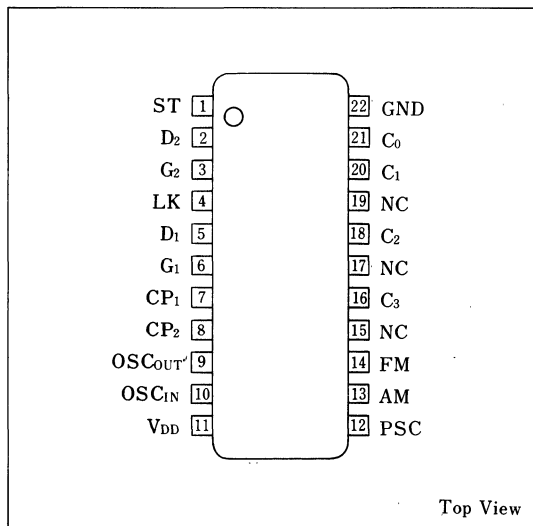 ST 1 22 GND
D₂ 2 21 C₀
G₂ 3 20 C₁
LK 4 19 NC
D₁ 5 18 C₂
G₁ 6 17 NC
CP₁ 7 16 C₃
CP₂ 8 15 NC
OSCOUT 9 14 FM
OSCIN 10 13 AM
VDD 11 12 PSC
Top View